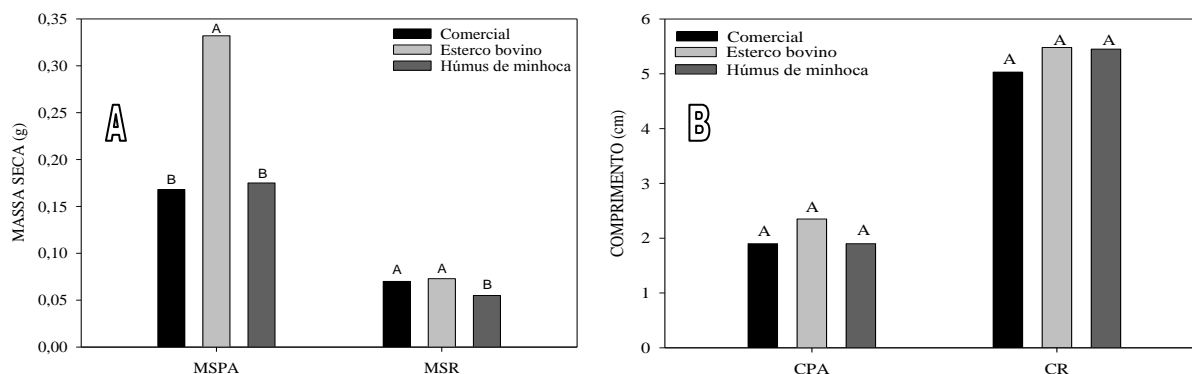 A
MASSA SECA (g)
0,35
0,30
0,25
0,20
0,15
0,10
0,05
0,00
Comercial
Esterco bovino
Húmus de minhoca
B
A
B
A
A
B
MSPA
MSR
B
COMPRIMENTO (cm)
6
5
4
3
2
1
0
Comercial
Esterco bovino
Húmus de minhoca
A
A
A
A
A
A
CPA
CR